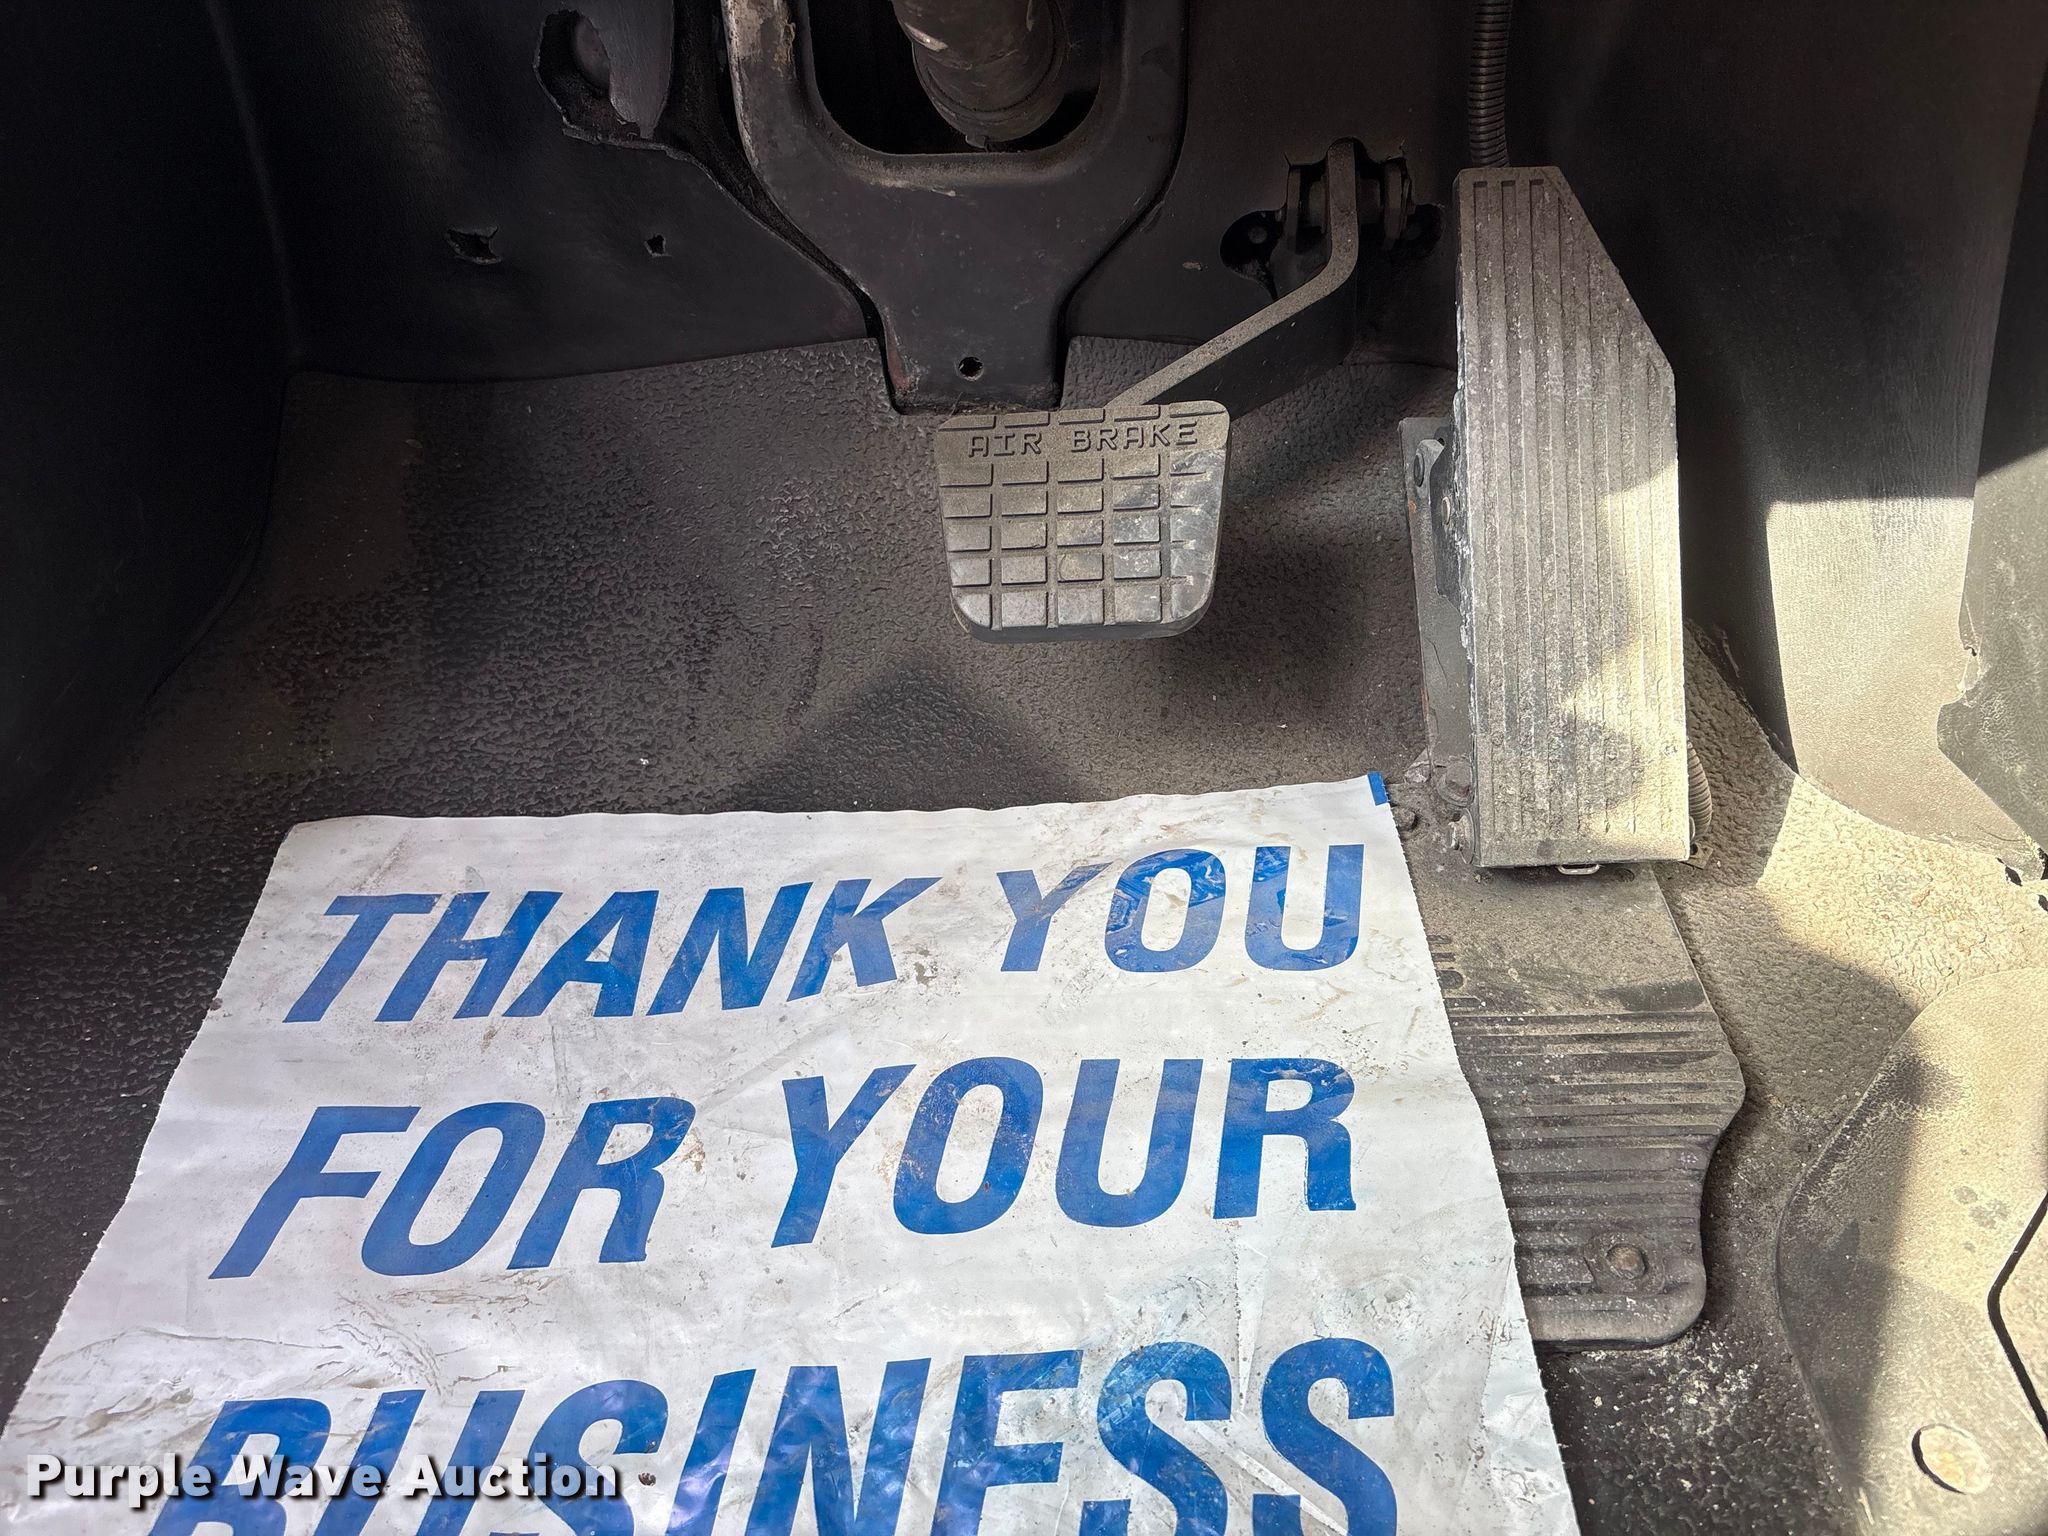 AIR BRAKE
THANK YOU
FOR YOUR
BUSINESS
Purple Wave Auction